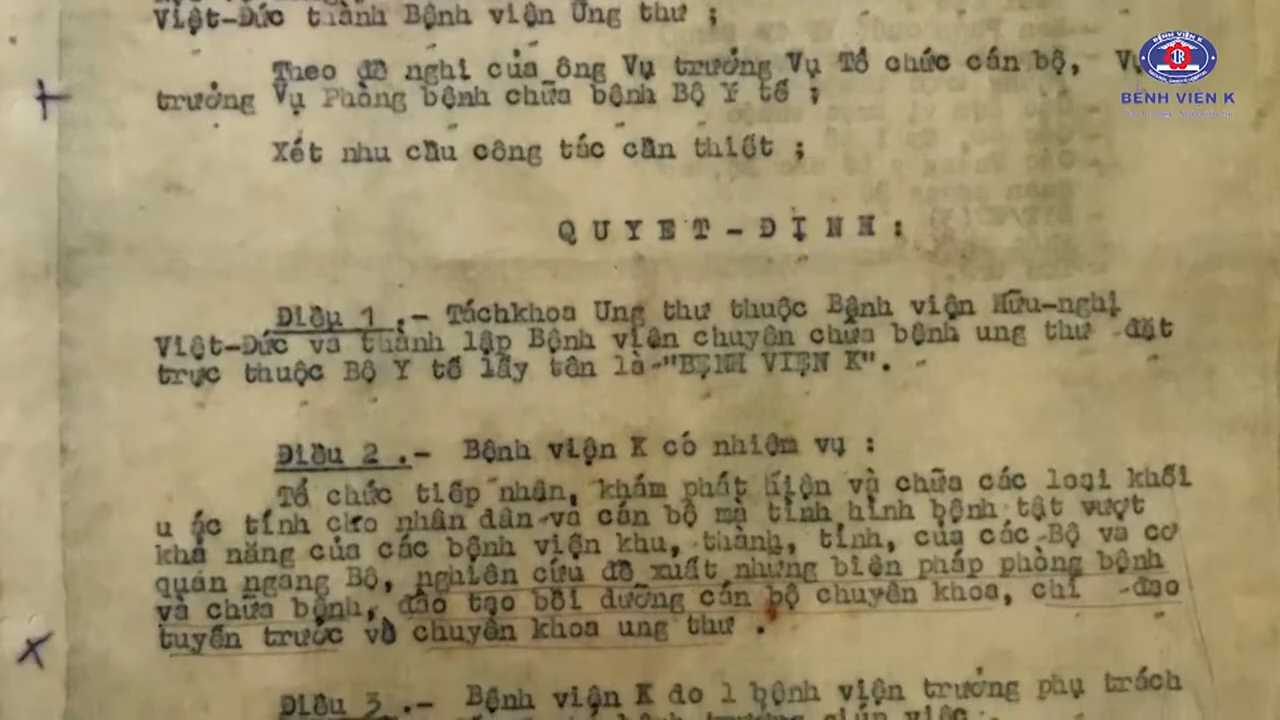 Việt-Đức thành Bệnh viện Ung thư ;
Theo đề nghị của ông Vụ trưởng Vụ Tổ chức cán bộ, Vụ
trưởng Vụ Phòng bệnh chữa bệnh Bộ Y tế ;
Xét nhu cầu công tác cần thiết ;
QUYẾT-ĐỊNH :
Điều 1 .- Táchkhoa Ung thư thuộc Bệnh viện Hữu-nghị
Việt-Đức và thành lập Bệnh viện chuyên chữa bệnh ung thư đặt
trực thuộc Bộ Y tế lấy tên là "BỆNH VIỆN K".
Điều 2 .- Bệnh viện K có nhiệm vụ :
Tổ chức tiếp nhân, khám phát hiện và chữa các loại khối
u ác tính cho nhân dân và cán bộ mà tình hình bệnh tật vượt
khả năng của các bệnh viện khu, thành, tỉnh, của các Bộ và cơ
quan ngang Bộ, nghiên cứu đề xuất những biện pháp phòng bệnh
và chữa bệnh, đào tạo bồi dưỡng cán bộ chuyên khoa, chỉ đạo
tuyến trước về chuyên khoa ung thư .
Điều 3 .- Bệnh viện K do 1 bệnh viện trưởng phụ trách
BỆNH VIỆN K
BỆNH VIỆN K